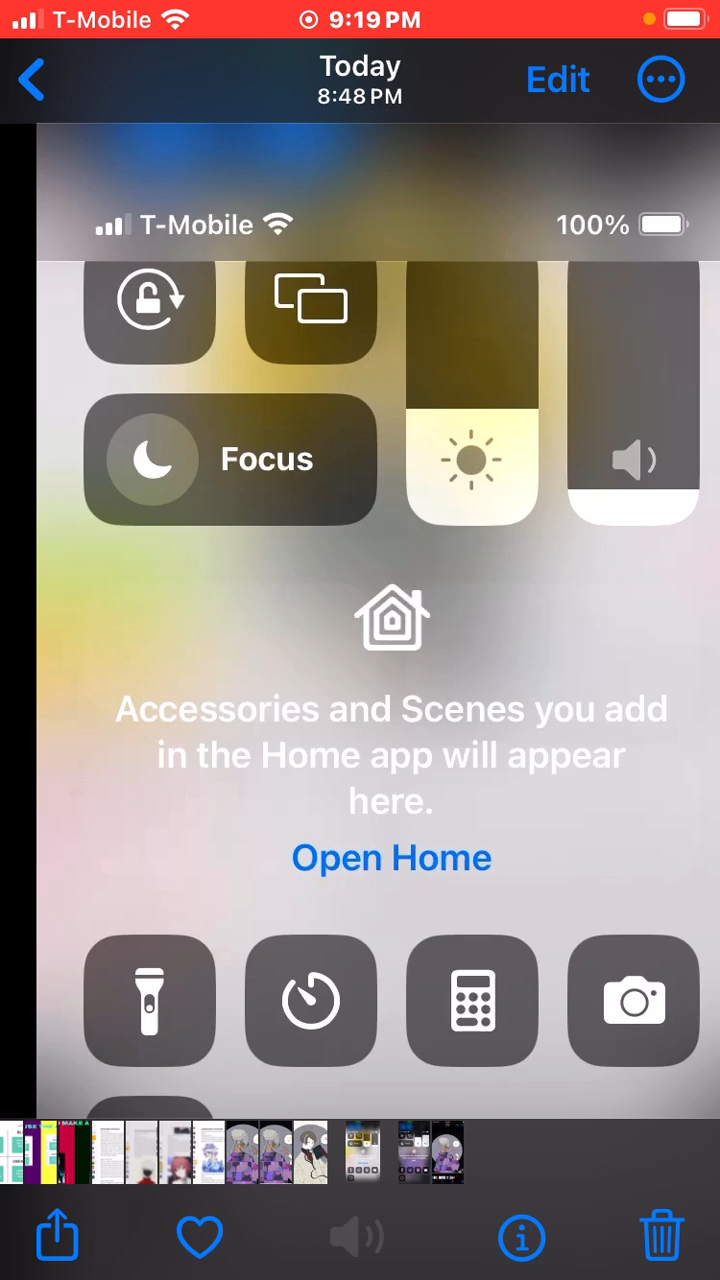 T-Mobile
9:19 PM
Today
8:48 PM
Edit
T-Mobile
100%
Focus
Accessories and Scenes you add
in the Home app will appear
here.
Open Home